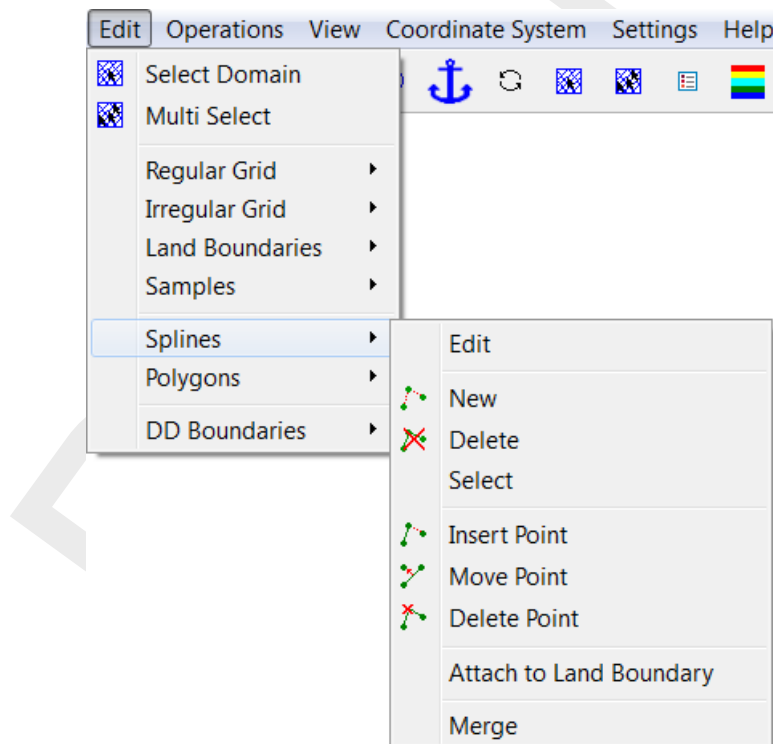 Edit Operations View Coordinate System Settings Help
Select Domain
Multi Select
Regular Grid
Irregular Grid
Land Boundaries
Samples
Splines
Polygons
DD Boundaries
Edit
New
Delete
Select
Insert Point
Move Point
Delete Point
Attach to Land Boundary
Merge